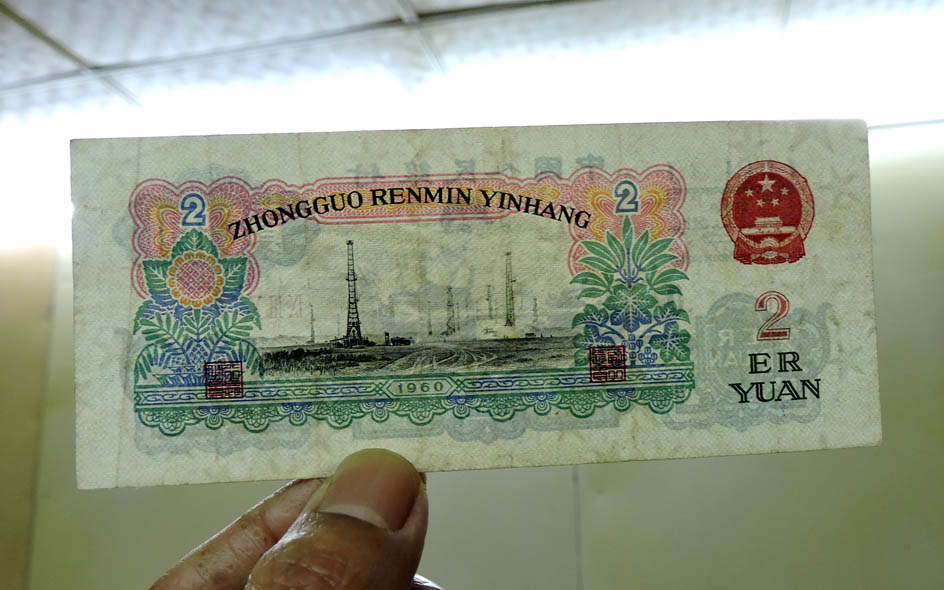 2
2
ZHONGGUO RENMIN YINHANG
2
ER
YUAN
1960